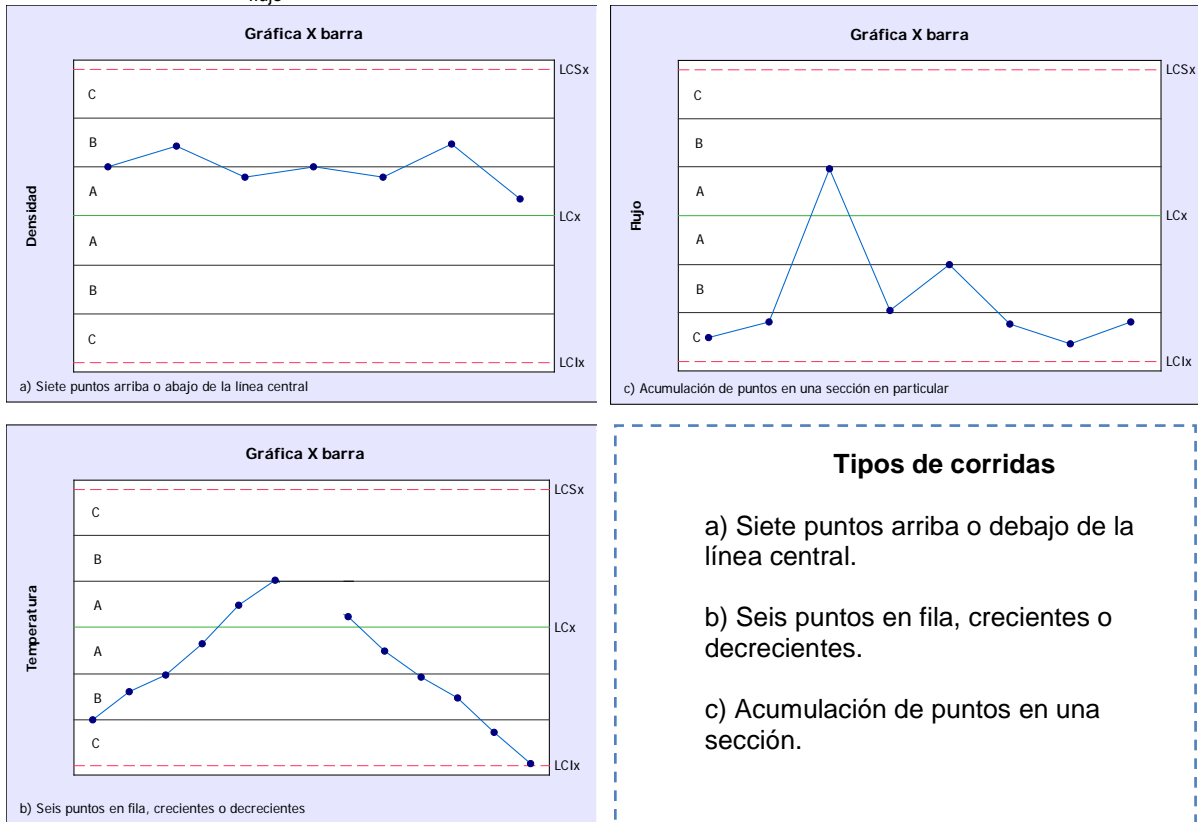 flujo
Gráfica X barra
LCSx
C
B
A
LCx
A
B
C
LCIx
Densidad
a) Siete puntos arriba o abajo de la línea central
Gráfica X barra
LCSx
C
B
A
LCx
A
B
C
LCIx
Flujo
c) Acumulación de puntos en una sección en particular
Gráfica X barra
LCSx
C
B
A
LCx
A
B
C
LCIx
Temperatura
b) Seis puntos en fila, crecientes o decrecientes
Tipos de corridas
a) Siete puntos arriba o debajo de la
línea central.
b) Seis puntos en fila, crecientes o
decrecientes.
c) Acumulación de puntos en una
sección.